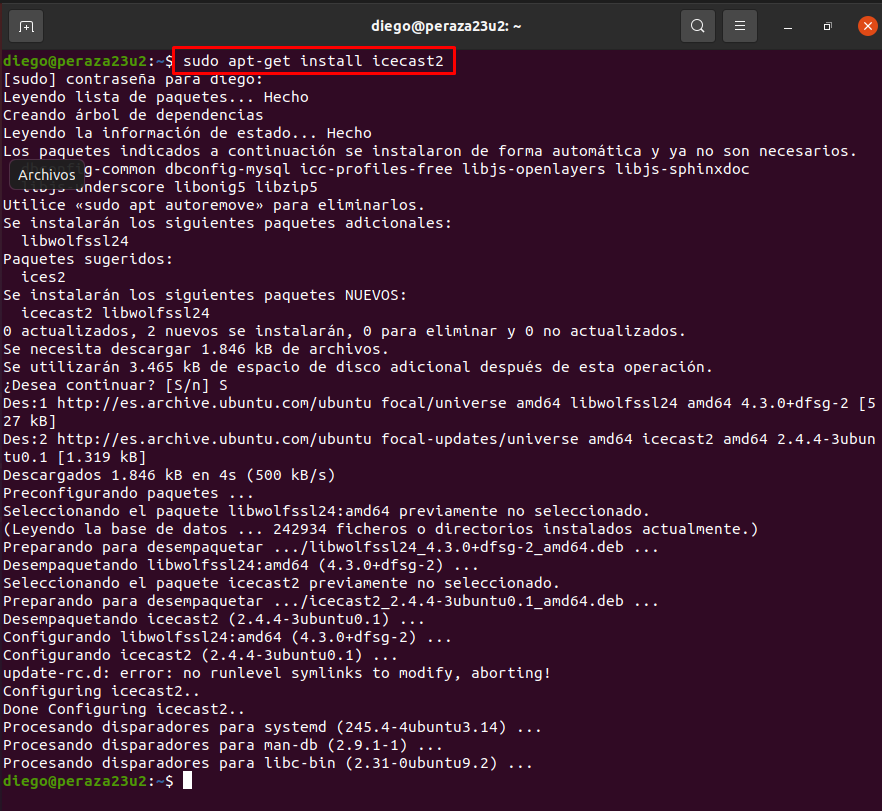 diego@peraza23u2: ~
diego@peraza23u2:~$ sudo apt-get install icecast2
[sudo] contraseña para diego:
Leyendo lista de paquetes... Hecho
Creando árbol de dependencias
Leyendo la información de estado... Hecho
Los paquetes indicados a continuación se instalaron de forma automática y ya no son necesarios.
-common dbconfig-mysql icc-profiles-free libjs-openlayers libjs-sphinxdoc
Archivos
libjs-underscore libonig5 libzip5
Utilice «sudo apt autoremove» para eliminarlos.
Se instalarán los siguientes paquetes adicionales:
libwolfssl24
Paquetes sugeridos:
ices2
Se instalarán los siguientes paquetes NUEVOS:
icecast2 libwolfssl24
0 actualizados, 2 nuevos se instalarán, 0 para eliminar y 0 no actualizados.
Se necesita descargar 1.846 kB de archivos.
Se utilizarán 3.465 kB de espacio de disco adicional después de esta operación.
¿Desea continuar? [S/n] S
Des:1 http://es.archive.ubuntu.com/ubuntu focal/universe amd64 libwolfssl24 amd64 4.3.0+dfsg-2 [5
27 kB]
Des:2 http://es.archive.ubuntu.com/ubuntu focal-updates/universe amd64 icecast2 amd64 2.4.4-3ubun
tu0.1 [1.319 kB]
Descargados 1.846 kB en 4s (500 kB/s)
Preconfigurando paquetes ...
Seleccionando el paquete libwolfssl24:amd64 previamente no seleccionado.
(Leyendo la base de datos ... 242934 ficheros o directorios instalados actualmente.)
Preparando para desempaquetar .../libwolfssl24_4.3.0+dfsg-2_amd64.deb ...
Desempaquetando libwolfssl24:amd64 (4.3.0+dfsg-2) ...
Seleccionando el paquete icecast2 previamente no seleccionado.
Preparando para desempaquetar .../icecast2_2.4.4-3ubuntu0.1_amd64.deb ...
Desempaquetando icecast2 (2.4.4-3ubuntu0.1) ...
Configurando libwolfssl24:amd64 (4.3.0+dfsg-2) ...
Configurando icecast2 (2.4.4-3ubuntu0.1) ...
update-rc.d: error: no runlevel symlinks to modify, aborting!
Configuring icecast2..
Done Configuring icecast2..
Procesando disparadores para systemd (245.4-4ubuntu3.14) ...
Procesando disparadores para man-db (2.9.1-1) ...
Procesando disparadores para libc-bin (2.31-0ubuntu9.2) ...
diego@peraza23u2:~$